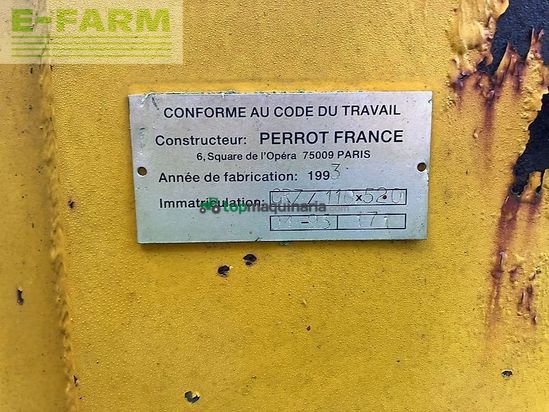 E-FARM
CONFORME AU CODE DU TRAVAIL
Constructeur: PERROT FRANCE
6, Square de l'Opéra 75009 PARIS
Année de fabrication: 1993
Immatriculation:
topmaquinaria.com